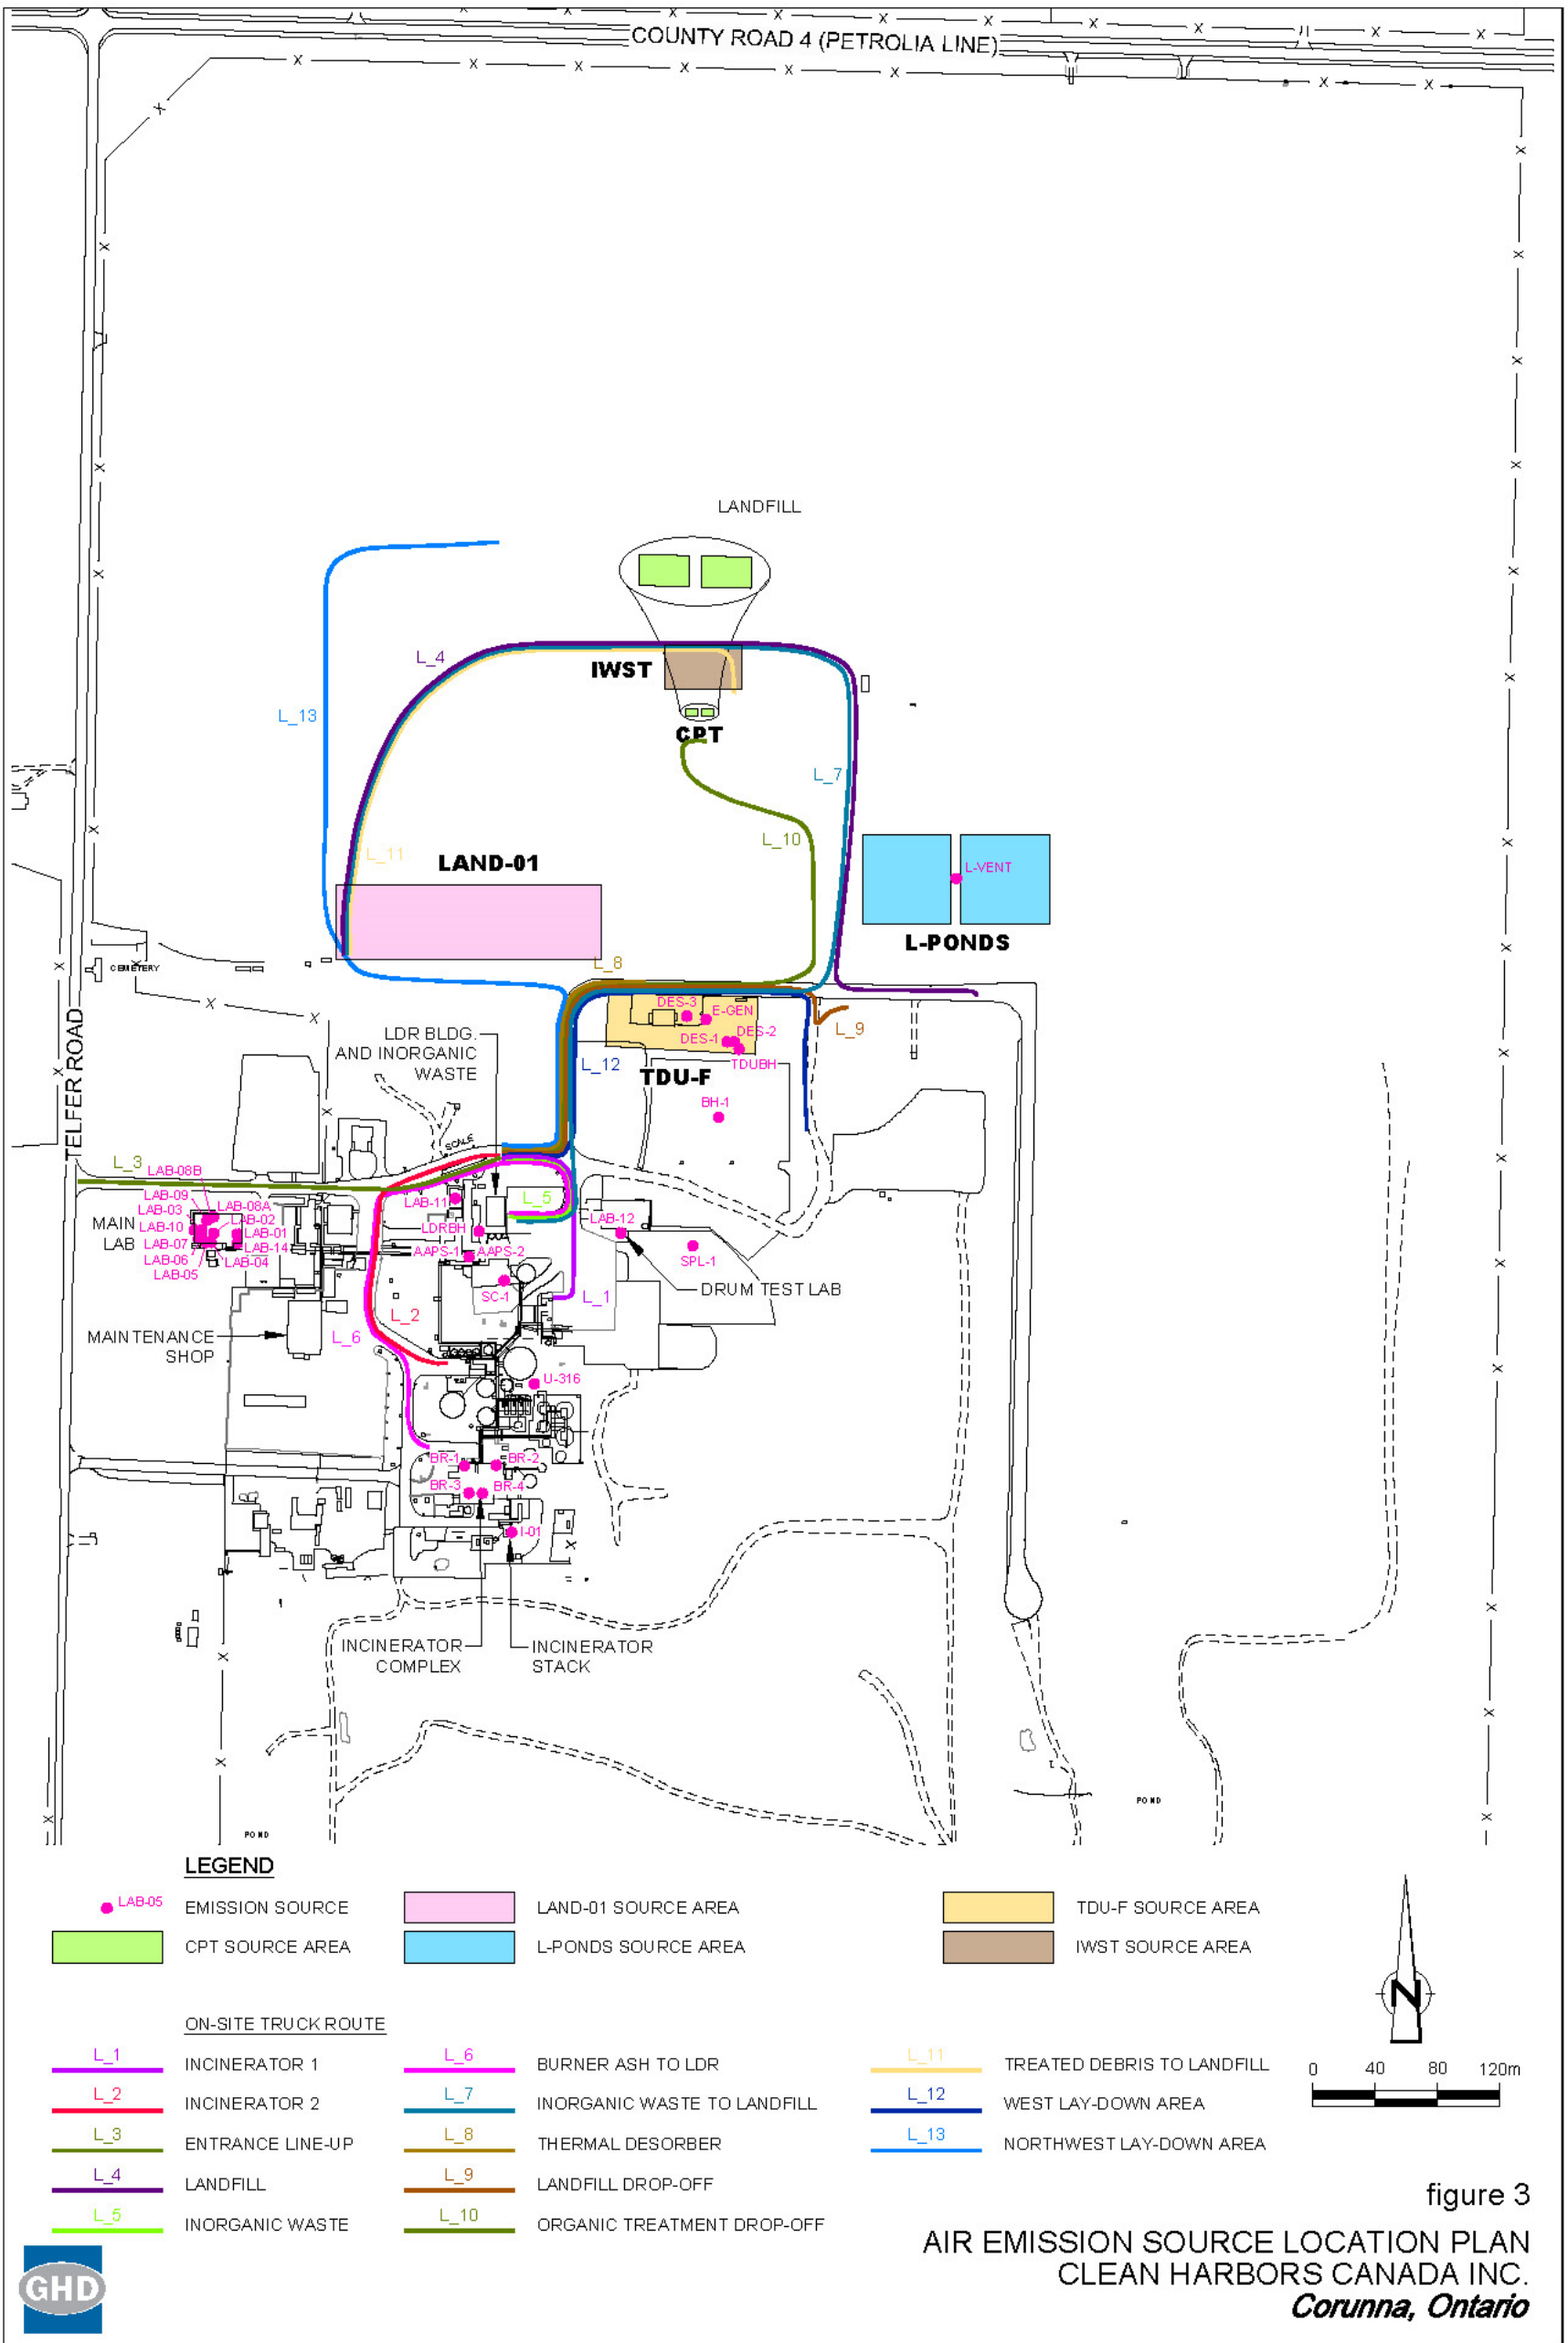 COUNTY ROAD 4 (PETROLIA LINE)
LANDFILL
L_4
IWST
L_13
CPT
L_7
L_10
L_11
LAND-01
L-VENT
L-PONDS
L_8
CEMETERY
TELFER ROAD
DES-3
E-GEN
DES-1
DES-2
TDUBH
L_9
LDR BLDG.
AND INORGANIC
WASTE
L_12
TDU-F
BH-1
SCALE
L_3
LAB-08B
LAB-09
LAB-08A
LAB-03
LAB-02
LAB-10
LAB-01
LAB-07
LAB-14
LAB-06
LAB-04
LAB-05
MAIN
LAB
LAB-11
L_5
LDRBH
LAB-12
AAPS-1
AAPS-2
SPL-1
SC-1
L_1
DRUM TEST LAB
L_2
L_6
MAINTENANCE
SHOP
U-316
BR-1
BR-2
BR-3
BR-4
I-01
INCINERATOR
COMPLEX
INCINERATOR
STACK
POND
POND
LEGEND
LAB-05 EMISSION SOURCE
LAND-01 SOURCE AREA
TDU-F SOURCE AREA
CPT SOURCE AREA
L-PONDS SOURCE AREA
IWST SOURCE AREA
N
ON-SITE TRUCK ROUTE
L_1 INCINERATOR 1
L_2 INCINERATOR 2
L_3 ENTRANCE LINE-UP
L_4 LANDFILL
L_5 INORGANIC WASTE
L_6 BURNER ASH TO LDR
L_7 INORGANIC WASTE TO LANDFILL
L_8 THERMAL DESORBER
L_9 LANDFILL DROP-OFF
L_10 ORGANIC TREATMENT DROP-OFF
L_11 TREATED DEBRIS TO LANDFILL
L_12 WEST LAY-DOWN AREA
L_13 NORTHWEST LAY-DOWN AREA
0 40 80 120m
figure 3
AIR EMISSION SOURCE LOCATION PLAN
CLEAN HARBORS CANADA INC.
Corunna, Ontario
GHD